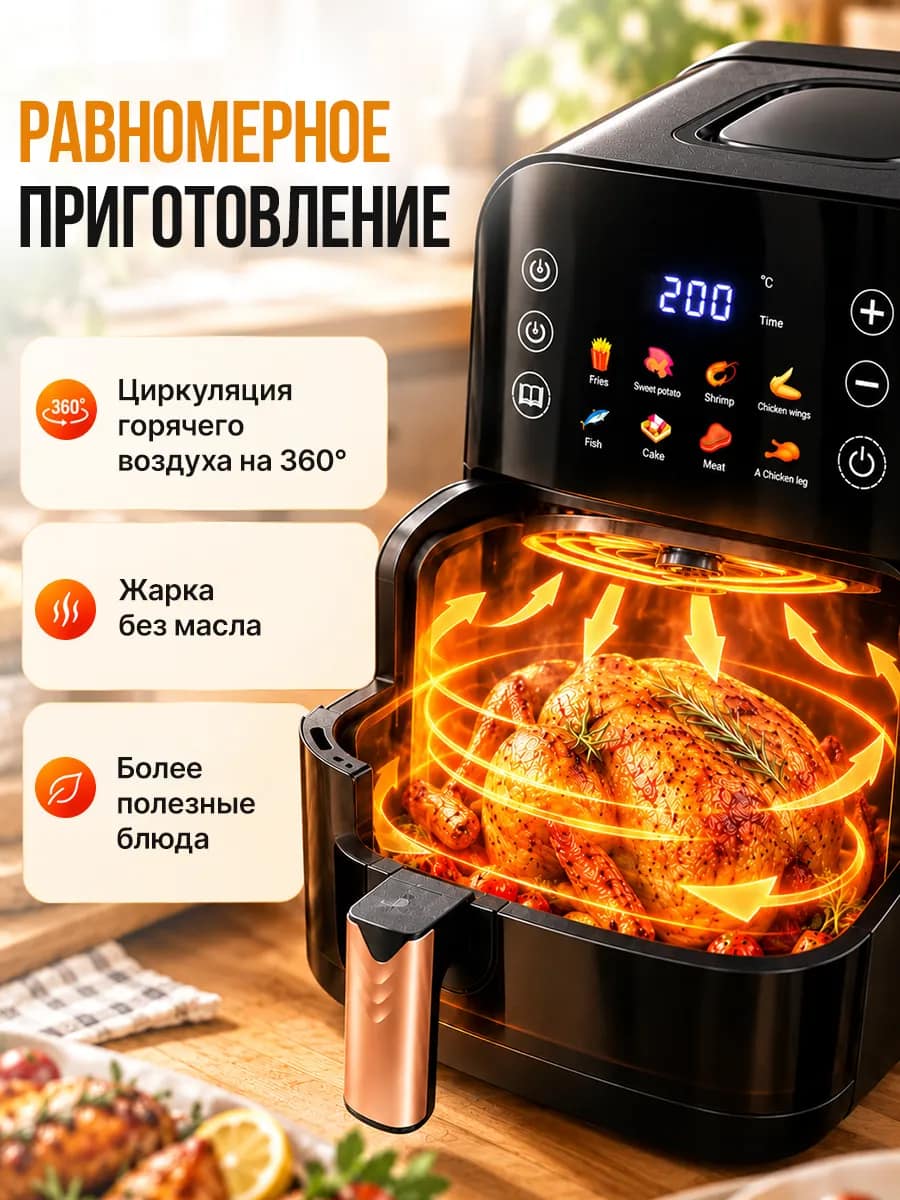 РАВНОМЕРНОЕ
ПРИГОТОВЛЕНИЕ
360°
Циркуляция
горячего
воздуха на 360°
Жарка
без масла
Более
полезные
блюда
200
°C
Time
Fries
Sweet potato
Shrimp
Chicken wings
Fish
Cake
Meat
A Chicken leg